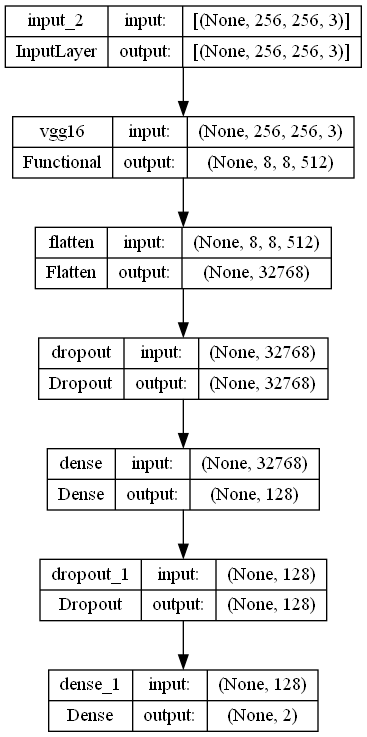 input_2 input: [(None, 256, 256, 3)]
InputLayer output: [(None, 256, 256, 3)]
vgg16 input: (None, 256, 256, 3)
Functional output: (None, 8, 8, 512)
flatten input: (None, 8, 8, 512)
Flatten output: (None, 32768)
dropout input: (None, 32768)
Dropout output: (None, 32768)
dense input: (None, 32768)
Dense output: (None, 128)
dropout_1 input: (None, 128)
Dropout output: (None, 128)
dense_1 input: (None, 128)
Dense output: (None, 2)